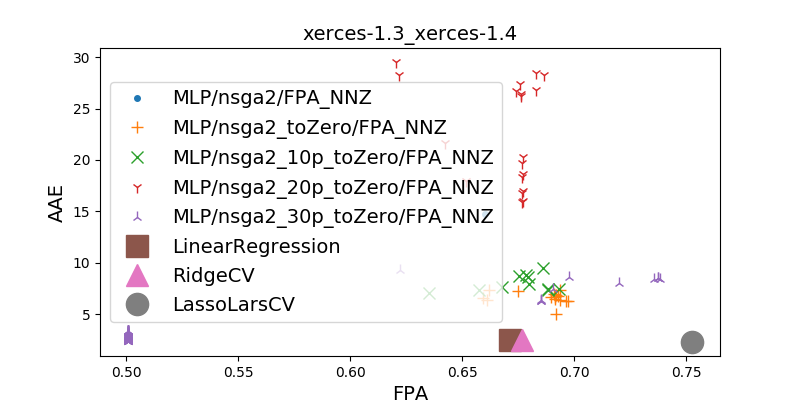 xerces-1.3_xerces-1.4
30
25
20
15
10
5
AAE
MLP/nsga2/FPA_NNZ
MLP/nsga2_toZero/FPA_NNZ
MLP/nsga2_10p_toZero/FPA_NNZ
MLP/nsga2_20p_toZero/FPA_NNZ
MLP/nsga2_30p_toZero/FPA_NNZ
LinearRegression
RidgeCV
LassoLarsCV
0.50 0.55 0.60 0.65 0.70 0.75
FPA